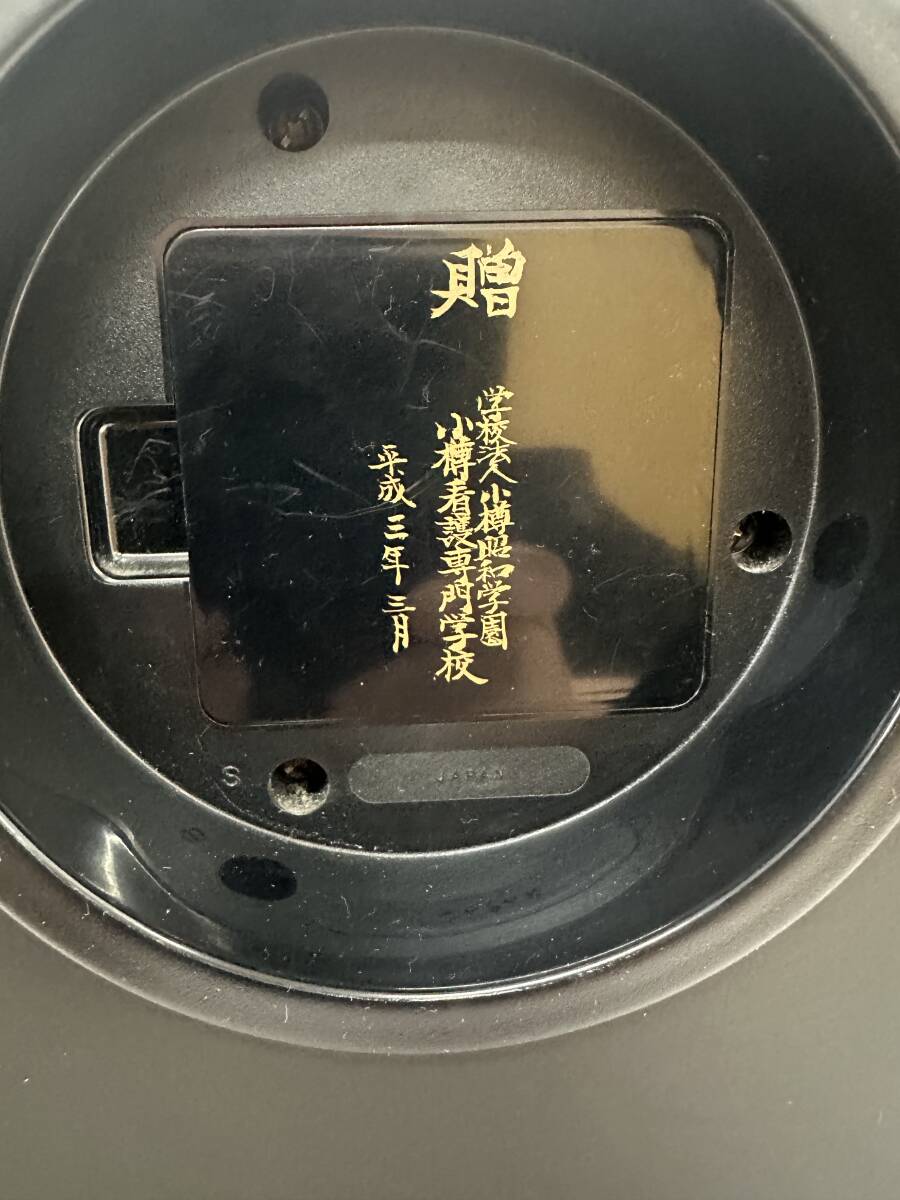 贈
学校法人小樽昭和学園
小樽看護専門学校
平成三年三月
S
JAPAN